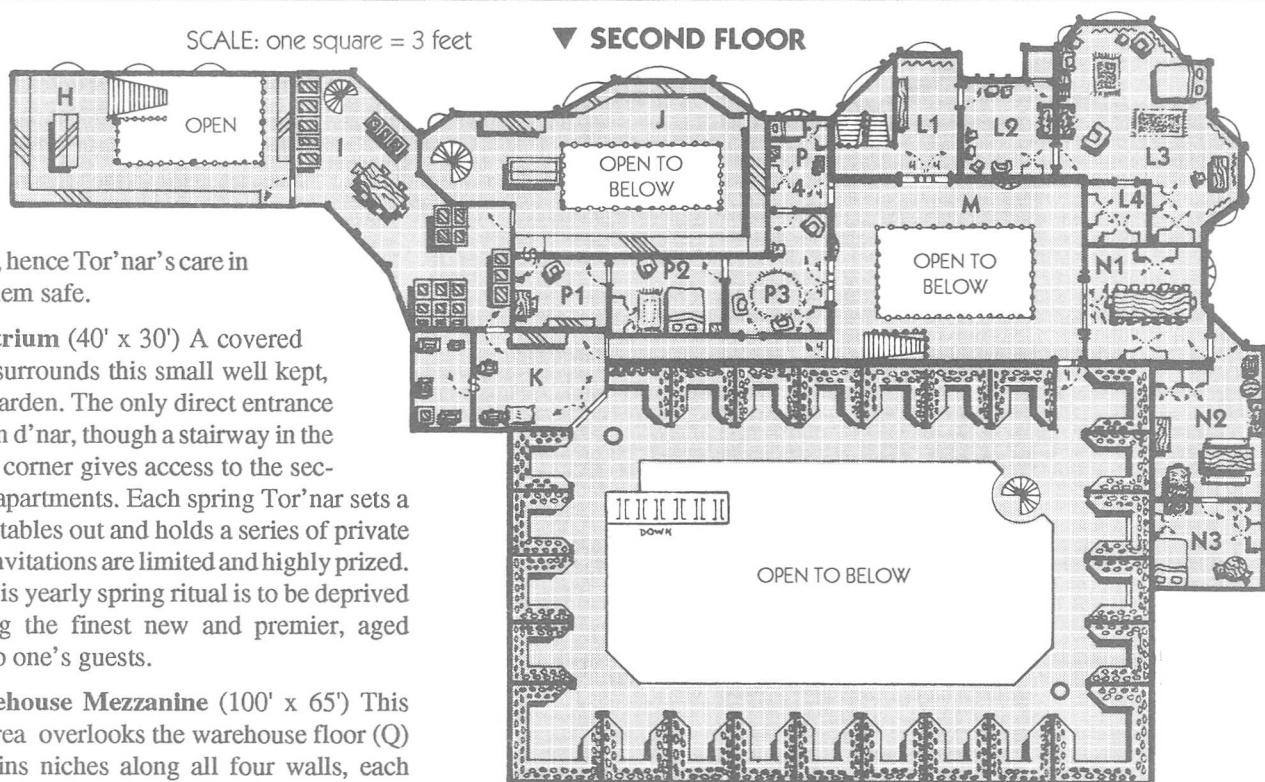 SCALE: one square = 3 feet
▼ SECOND FLOOR
H
OPEN
I
J
OPEN TO
BELOW
P
4
L1
L2
L3
L4
M
OPEN TO
BELOW
N1
P1
P2
P3
K
N2
N3
DOWN
OPEN TO BELOW
, hence Tor'nar's care in
em safe.
trium (40' x 30') A covered
surrounds this small well kept,
arden. The only direct entrance
n d'nar, though a stairway in the
corner gives access to the sec-
apartments. Each spring Tor'nar sets a
tables out and holds a series of private
nvitations are limited and highly prized.
is yearly spring ritual is to be deprived
g the finest new and premier, aged
o one's guests.
ehouse Mezzanine (100' x 65') This
rea overlooks the warehouse floor (Q)
ins niches along all four walls, each